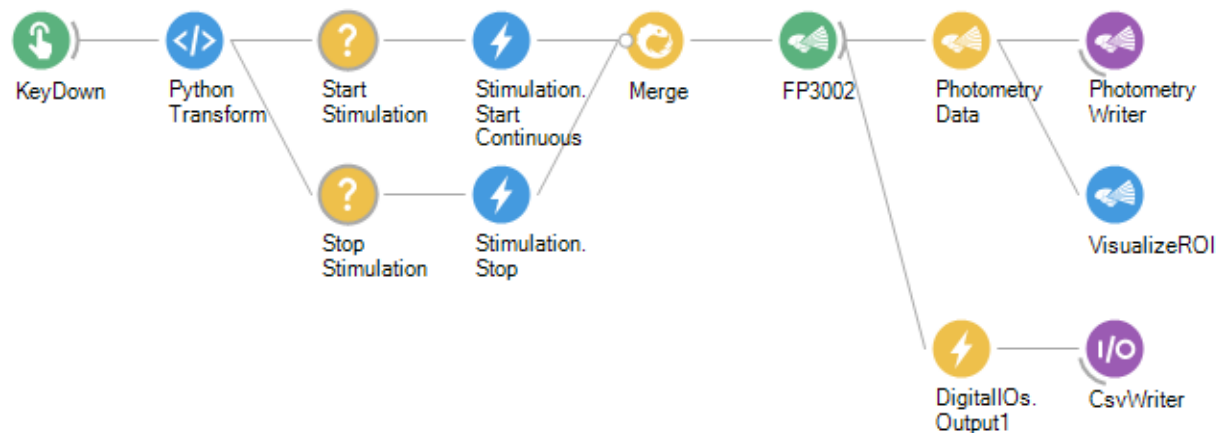 </>
?
?
I/O
KeyDown
Python
Transform
Start
Stimulation
Stimulation.
Start
Continuous
Merge
FP3002
Photometry
Data
Photometry
Writer
Stop
Stimulation
Stimulation.
Stop
VisualizeROI
DigitalIOs.
Output1
CsvWriter